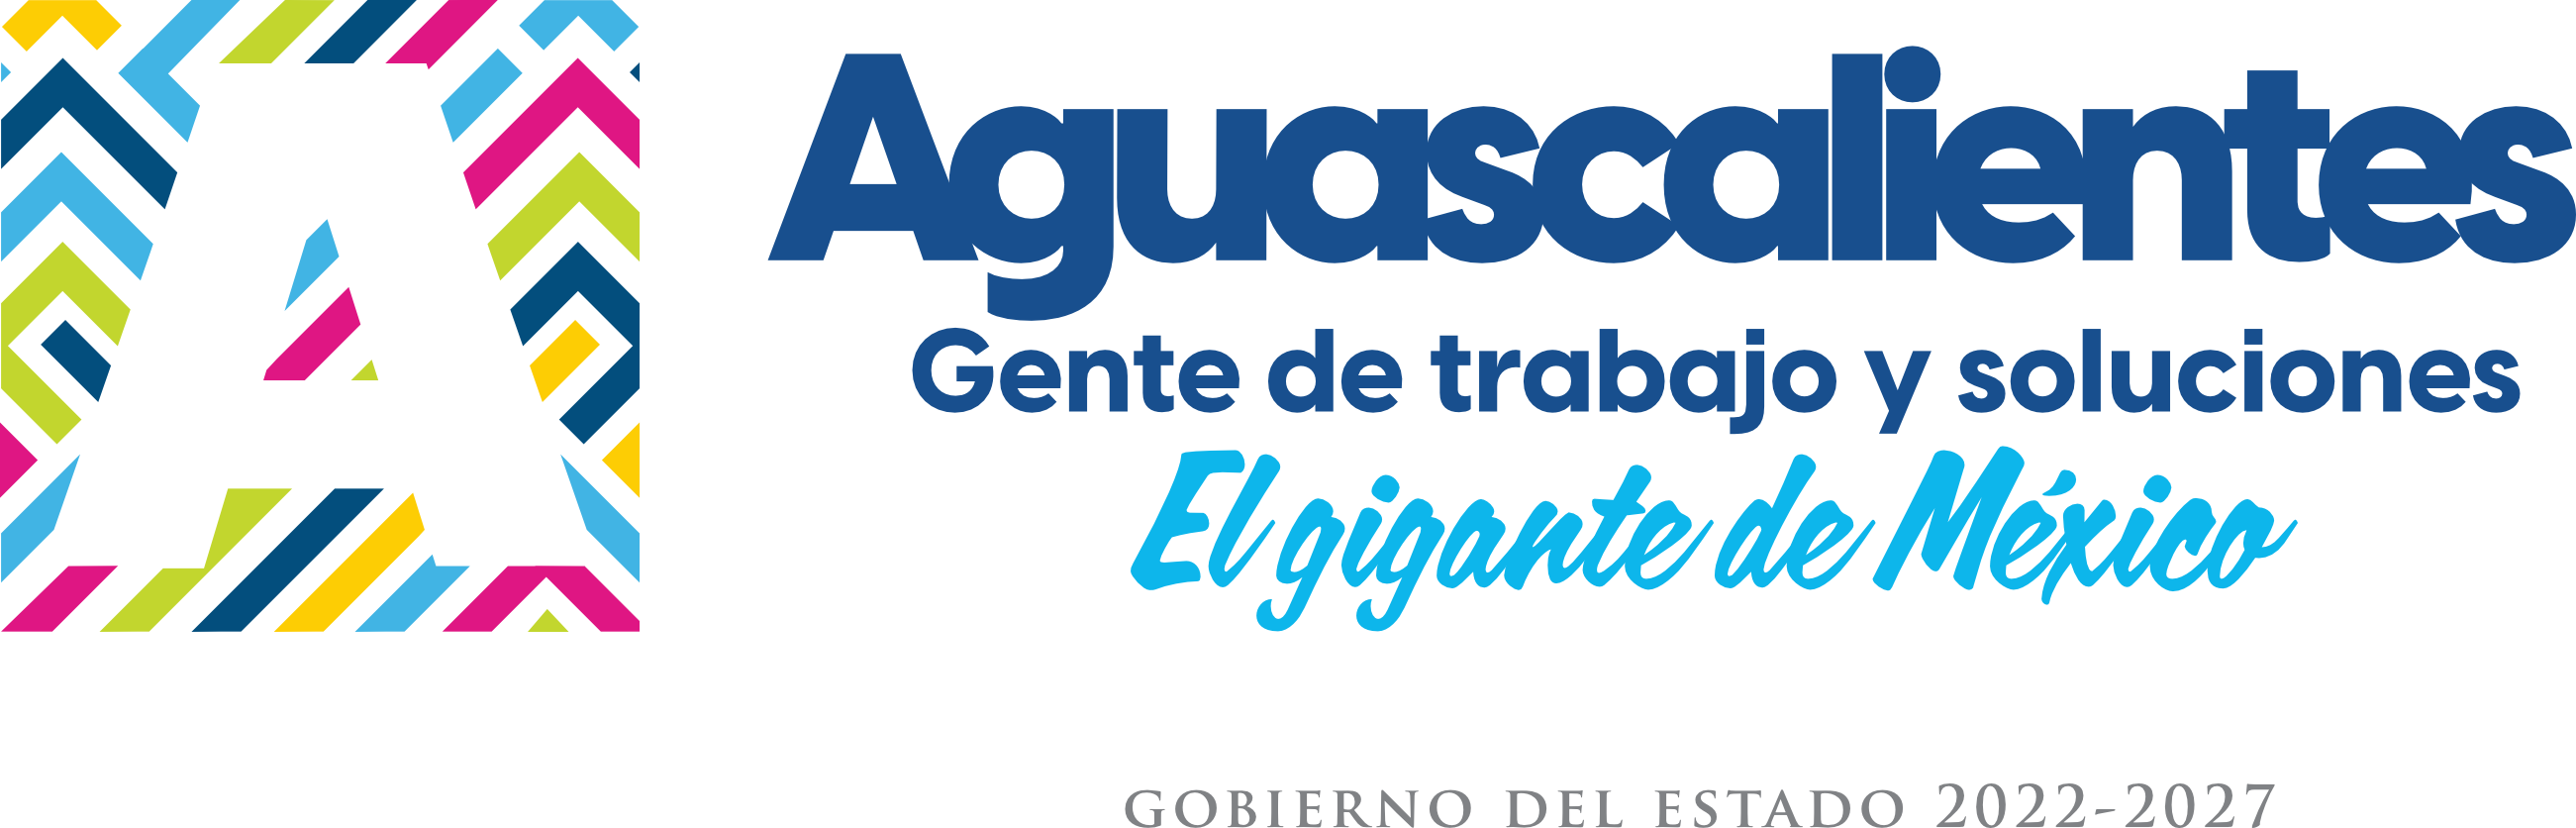 Aguascalientes
Gente de trabajo y soluciones
El gigante de México
GOBIERNO DEL ESTADO 2022-2027